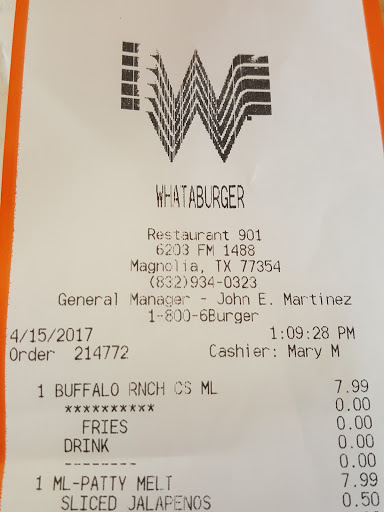 W
WHATABURGER
Restaurant 901
6203 FM 1488
Magnolia, TX 77354
(832)934-0323
General Manager - John E. Martinez
1-800-6Burger
4/15/2017 1:09:28 PM
Order 214772 Cashier: Mary M
1 BUFFALO RNCH CS ML 7.99
********** 0.00
FRIES 0.00
DRINK 0.00
-------- 0.00
1 ML-PATTY MELT 7.99
SLICED JALAPENOS 0.50